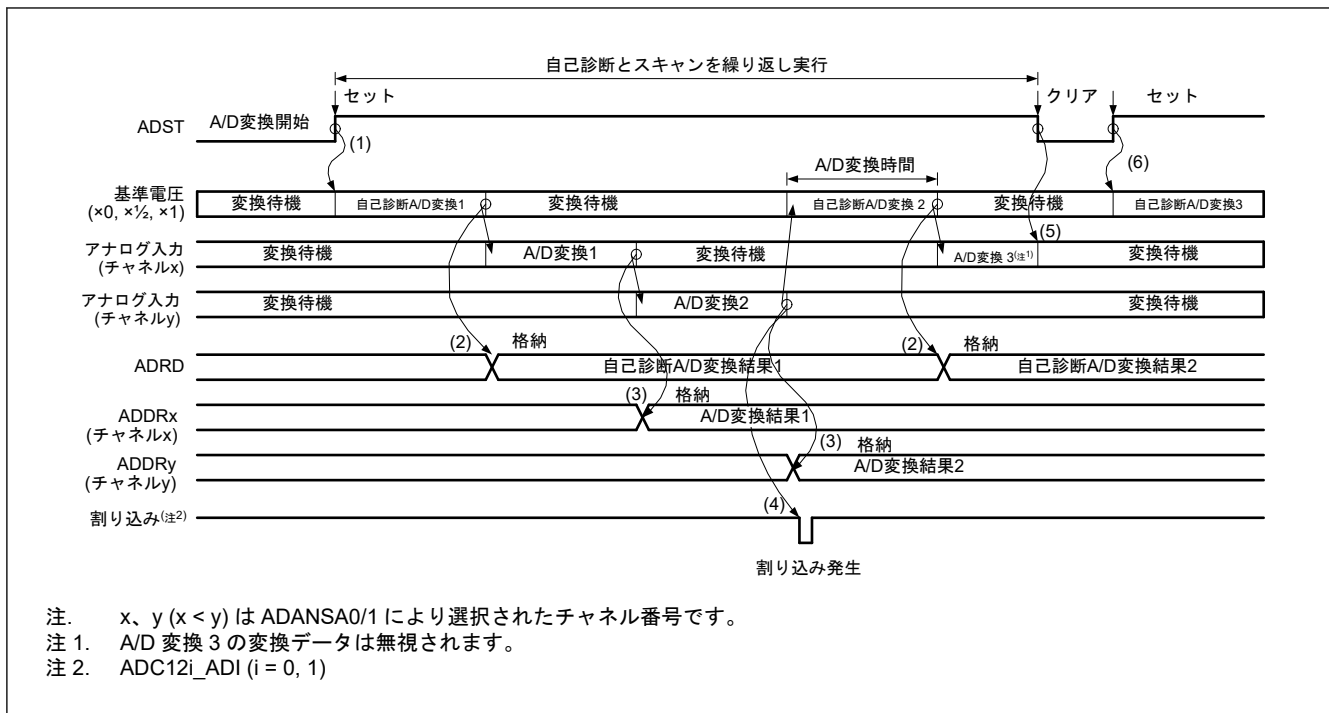 自己診断とスキャンを繰り返し実行
セット
クリア
セット
ADST
A/D変換開始
(1)
(6)
A/D変換時間
基準電圧
(×0, ×½, ×1)
変換待機
自己診断A/D変換1
変換待機
自己診断A/D変換 2
変換待機
自己診断A/D変換3
(5)
アナログ入力
(チャネルx)
変換待機
A/D変換1
変換待機
A/D変換 3(注1)
変換待機
アナログ入力
(チャネルy)
変換待機
A/D変換2
変換待機
ADRD
(2)
格納
自己診断A/D変換結果1
(2)
格納
自己診断A/D変換結果2
ADDRx
(チャネルx)
(3)
格納
A/D変換結果1
ADDRy
(チャネルy)
(3)
格納
A/D変換結果2
割り込み(注2)
(4)
割り込み発生
注. x、y (x < y) は ADANSA0/1 により選択されたチャネル番号です。
注 1. A/D 変換 3 の変換データは無視されます。
注 2. ADC12i_ADI (i = 0, 1)